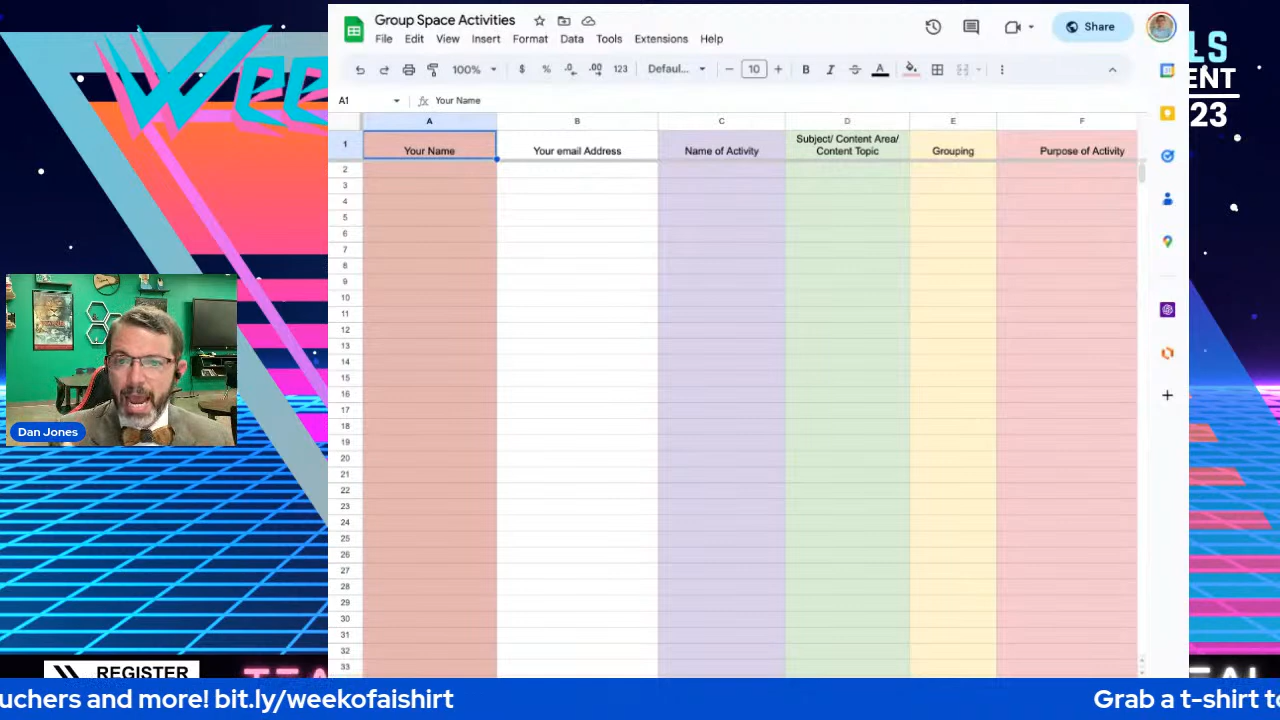 Group Space Activities
File Edit View Insert Format Data Tools Extensions Help
Share
100%
% .0 .00 123 Defaul... 10 B I A
A1
fx Your Name
A B C D E F
1 Your Name Your email Address Name of Activity Subject/ Content Area/ Content Topic Grouping Purpose of Activity
2
3
4
5
6
7
8
9
10
11
12
13
14
15
16
17
18
19
20
21
22
23
24
25
26
27
28
29
30
31
32
33
Wee
LS
ENT
23
Dan Jones
REGISTER
uchers and more! bit.ly/weekofaishirt
Grab a t-shirt to